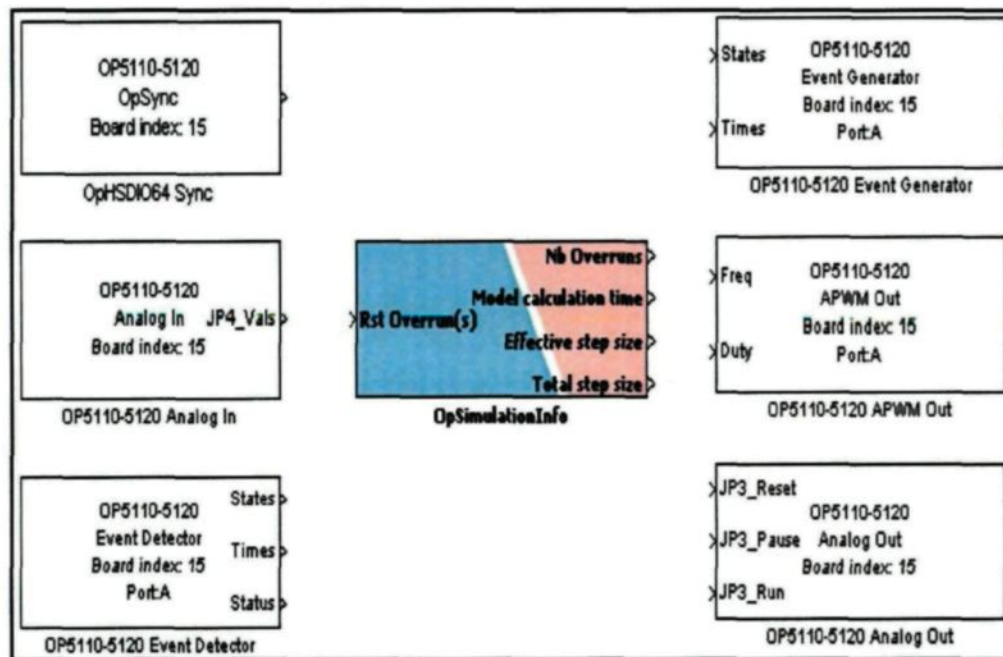 OP5110-5120
OpSync
Board index: 15
OpHSDIO64 Sync
OP5110-5120
Analog In
JP4_Vals
Board index: 15
OP5110-5120 Analog In
OP5110-5120
Event Detector
Board index: 15
Port:A
States
Times
Status
OP5110-5120 Event Detector
Rst Overrun(s)
Nb Overruns
Model calculation time
Effective step size
Total step size
OpSimulationInfo
States
Times
OP5110-5120
Event Generator
Board index: 15
Port:A
OP5110-5120 Event Generator
Freq
Duty
OP5110-5120
APWM Out
Board index: 15
Port:A
OP5110-5120 APWM Out
JP3_Reset
JP3_Pause
JP3_Run
OP5110-5120
Analog Out
Board index: 15
OP5110-5120 Analog Out